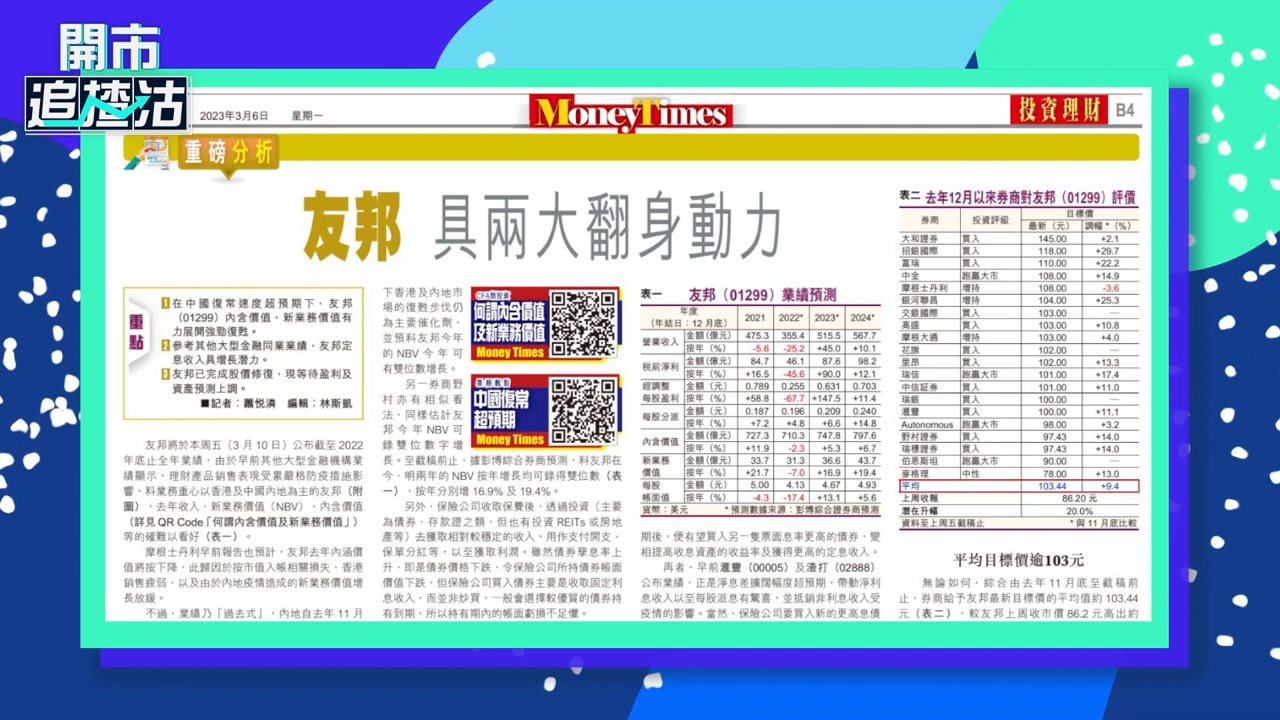 開市
追揸沽
2023年3月6日 星期一
MoneyTimes
投資理財 B4
重磅分析
友邦 具兩大翻身動力
重點
1 在中國復常速度超預期下，友邦
（01299）內含價值、新業務價值有
力展開強勁復甦。
2 參考其他大型金融同業業績，友邦定
息收入具增長潛力。
3 友邦已完成股價修復，現等待盈利及
資產預測上調。
■記者：蕭悅濟 編輯：林斯凱
友邦將於本周五（3 月 10 日）公布截至 2022
年底止全年業績，由於早前其他大型金融機構業
績顯示，理財產品銷售表現受累嚴格防疫措施影
響，料業務重心以香港及中國內地為主的友邦（附
圖），去年收入、新業務價值（NBV）、內含價值
（詳見 QR Code「何謂內含價值及新業務價值」）
等的確難以看好（表一）。
摩根士丹利早前報告也預計，友邦去年內涵價
值將按年下降，此歸因於按市值入帳相關損失、香港
銷售疲弱，以及由於內地疫情造成的新業務價值增
長放緩。
不過，業績乃「過去式」，內地自去年 11 月
下香港及內地市
場的復甦步伐仍
為主要催化劑，
並預料友邦今年
的 NBV 今年可
有雙位數增長。
另一券商野
村亦有相似看
法，同樣估計友
邦今年 NBV 可
錄得雙位數字增
長。至截稿前止，據彭博綜合券商預測，料友邦在
今、明兩年的 NBV 按年增長均可錄得雙位數（表
一），按年分別增 16.9% 及 19.4%。
另外，保險公司收取保費後，透過投資（主要
為債券、存款證之類，但也有投資 REITs 或房地
產等）去獲取相對較穩定的收入，用作支付開支、
保單分紅等，以至獲取利潤。雖然債券孳息率上
升，即是債券價格下跌，令保險公司所持債券帳面
價值下跌，但保險公司買入債券主要是收取固定利
息收入，而並非炒買，一般會選擇較優質的債券持
有到期，所以持有期內的帳面虧損不足懼。
CFA教投資
何謂內含價值
及新業務價值
Money Times
中國復常
超預期
Money Times
表一 友邦（01299）業績預測
年度 2021 2022* 2023* 2024*
（年結日：12 月底）
營業收入 金額（億元） 475.3 355.4 515.5 567.7
按年（%） -5.6 -25.2 +45.0 +10.1
稅前淨利 金額（億元） 84.7 46.1 87.6 98.2
按年（%） +16.5 -45.6 +90.0 +12.1
經調整 金額（元） 0.789 0.255 0.631 0.703
每股盈利 按年（%） +58.8 -67.7 +147.5 +11.4
每股分派 金額（元） 0.187 0.196 0.209 0.240
按年（%） +7.2 +4.8 +6.6 +14.8
內含價值 金額（億元） 727.3 710.3 747.8 797.6
按年（%） +11.9 -2.3 +5.3 +6.7
新業務 金額（億元） 33.7 31.3 36.6 43.7
價值 按年（%） +21.7 -7.0 +16.9 +19.4
每股 金額（元） 5.00 4.13 4.67 4.93
帳面值 按年（%） -4.3 -17.4 +13.1 +5.6
貨幣：美元 *預測數據來源：彭博綜合證券商預測
期後，便有望買入另一隻票面息率更高的債券，變
相提高收息資產的收益率及獲得更高的定息收入。
再者，早前滙豐（00005）及渣打（02888）
公布業績，正是淨息差擴闊幅度超預期，帶動淨利
息收入以至每股派息有驚喜，並抵銷非利息收入受
疫情的影響。當然，保險公司要買入新的更高息債
表二 去年12月以來券商對友邦（01299）評價
券商 投資評級 目標價
最新（元） 調幅*（%）
大和證券 買入 145.00 +2.1
招銀國際 買入 118.00 +29.7
富瑞 買入 110.00 +22.2
中金 跑贏大市 108.00 +14.9
摩根士丹利 增持 108.00 -3.6
銀河聯昌 增持 104.00 +25.3
交銀國際 買入 103.00 —
高盛 買入 103.00 +10.8
摩根大通 增持 103.00 +4.0
花旗 買入 102.00 —
里昂 買入 102.00 +13.3
瑞信 跑贏大市 101.00 +17.4
中信証券 買入 101.00 +11.0
瑞銀 買入 100.00 —
滙豐 買入 100.00 +11.1
Autonomous 跑贏大市 98.00 +3.2
野村證券 買入 97.43 +14.0
瑞穗證券 買入 97.43 +14.0
伯恩斯坦 跑贏大市 90.00 —
麥格理 中性 78.00 +13.0
平均 103.44 +9.4
上周收報 86.20 元
潛在升幅 20.0%
資料至上周五截稿止 *與 11 月底比較
平均目標價逾103元
無論如何，綜合由去年 11 月底至截稿前
止，券商給予友邦最新目標價的平均值約 103.44
元（表二），較友邦上周收市價 86.2 元高出約